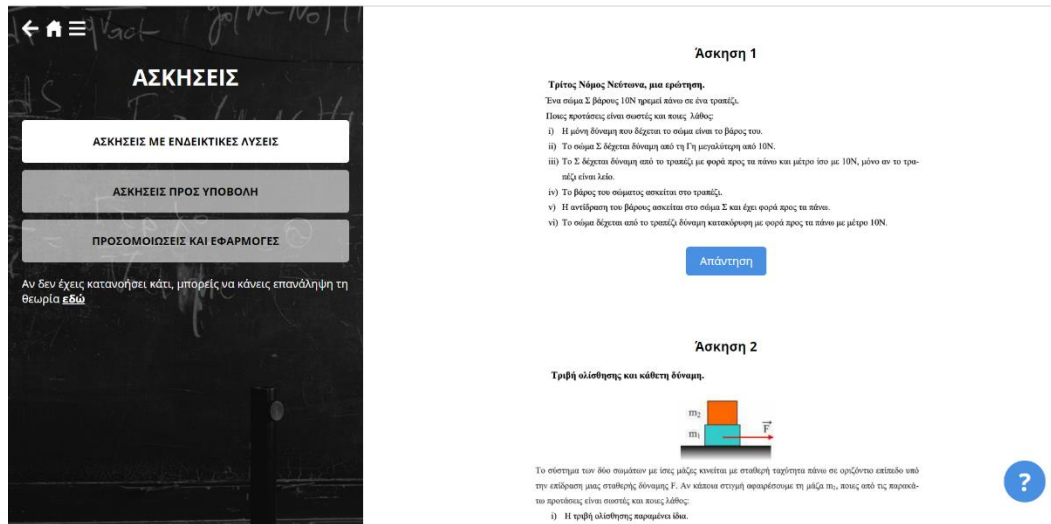 ΑΣΚΗΣΕΙΣ
ΑΣΚΗΣΕΙΣ ΜΕ ΕΝΔΕΙΚΤΙΚΕΣ ΛΥΣΕΙΣ
ΑΣΚΗΣΕΙΣ ΠΡΟΣ ΥΠΟΒΟΛΗ
ΠΡΟΣΟΜΟΙΩΣΕΙΣ ΚΑΙ ΕΦΑΡΜΟΓΕΣ
Αν δεν έχεις κατανοήσει κάτι, μπορείς να κάνεις επανάληψη τη
θεωρία εδώ
Άσκηση 1
Τρίτος Νόμος Νεύτωνα, μια ερώτηση.
Ένα σώμα Σ βάρους 10Ν ηρεμεί πάνω σε ένα τραπέζι.
Ποιες προτάσεις είναι σωστές και ποιες λάθος:
i) Η μόνη δύναμη που δέχεται το σώμα είναι το βάρος του.
ii) Το σώμα Σ δέχεται δύναμη από τη Γη μεγαλύτερη από 10Ν.
iii) Το Σ δέχεται δύναμη από το τραπέζι με φορά προς τα πάνω και μέτρο ίσο με 10Ν, μόνο αν το τρα-
πέζι είναι λείο.
iv) Το βάρος του σώματος ασκείται στο τραπέζι.
v) Η αντίδραση του βάρους ασκείται στο σώμα Σ και έχει φορά προς τα πάνω.
vi) Το σώμα δέχεται από το τραπέζι δύναμη κατακόρυφη με φορά προς τα πάνω με μέτρο 10Ν.
Απάντηση
Άσκηση 2
Τριβή ολίσθησης και κάθετη δύναμη.
m₂
m₁
F
Το σύστημα των δύο σωμάτων με ίσες μάζες κινείται με σταθερή ταχύτητα πάνω σε οριζόντιο επίπεδο υπό
την επίδραση μιας σταθερής δύναμης F. Αν κάποια στιγμή αφαιρέσουμε τη μάζα m₂, ποιες από τις παρακά-
τω προτάσεις είναι σωστές και ποιες λάθος:
i) Η τριβή ολίσθησης παραμένει ίδια.
?